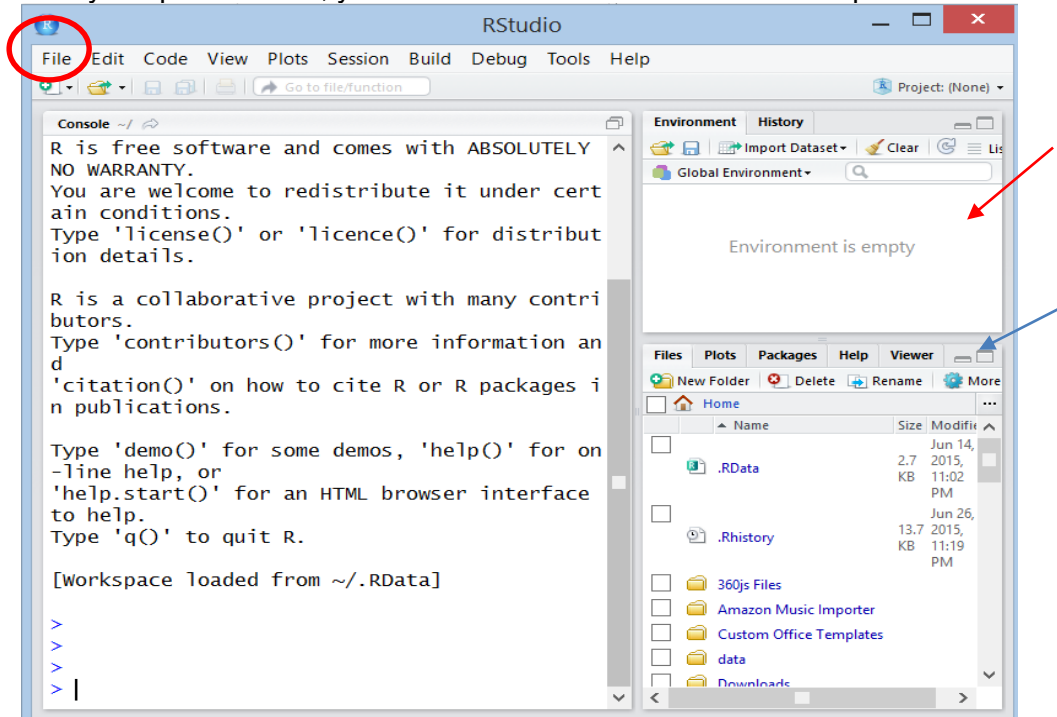 RStudio
File Edit Code View Plots Session Build Debug Tools Help
Go to file/function
Project: (None)
Console ~/
R is free software and comes with ABSOLUTELY
NO WARRANTY.
You are welcome to redistribute it under cert
ain conditions.
Type 'license()' or 'licence()' for distribut
ion details.
R is a collaborative project with many contri
butors.
Type 'contributors()' for more information an
d
'citation()' on how to cite R or R packages i
n publications.
Type 'demo()' for some demos, 'help()' for on
-line help, or
'help.start()' for an HTML browser interface
to help.
Type 'q()' to quit R.
[Workspace loaded from ~/.RData]
>
>
>
>
Environment History
Import Dataset Clear Lis
Global Environment
Environment is empty
Files Plots Packages Help Viewer
New Folder Delete Rename More
Home ...
Name Size Modifie
.RData 2.7 KB Jun 14, 2015, 11:02 PM
.Rhistory 13.7 KB Jun 26, 2015, 11:19 PM
360js Files
Amazon Music Importer
Custom Office Templates
data
Downloads